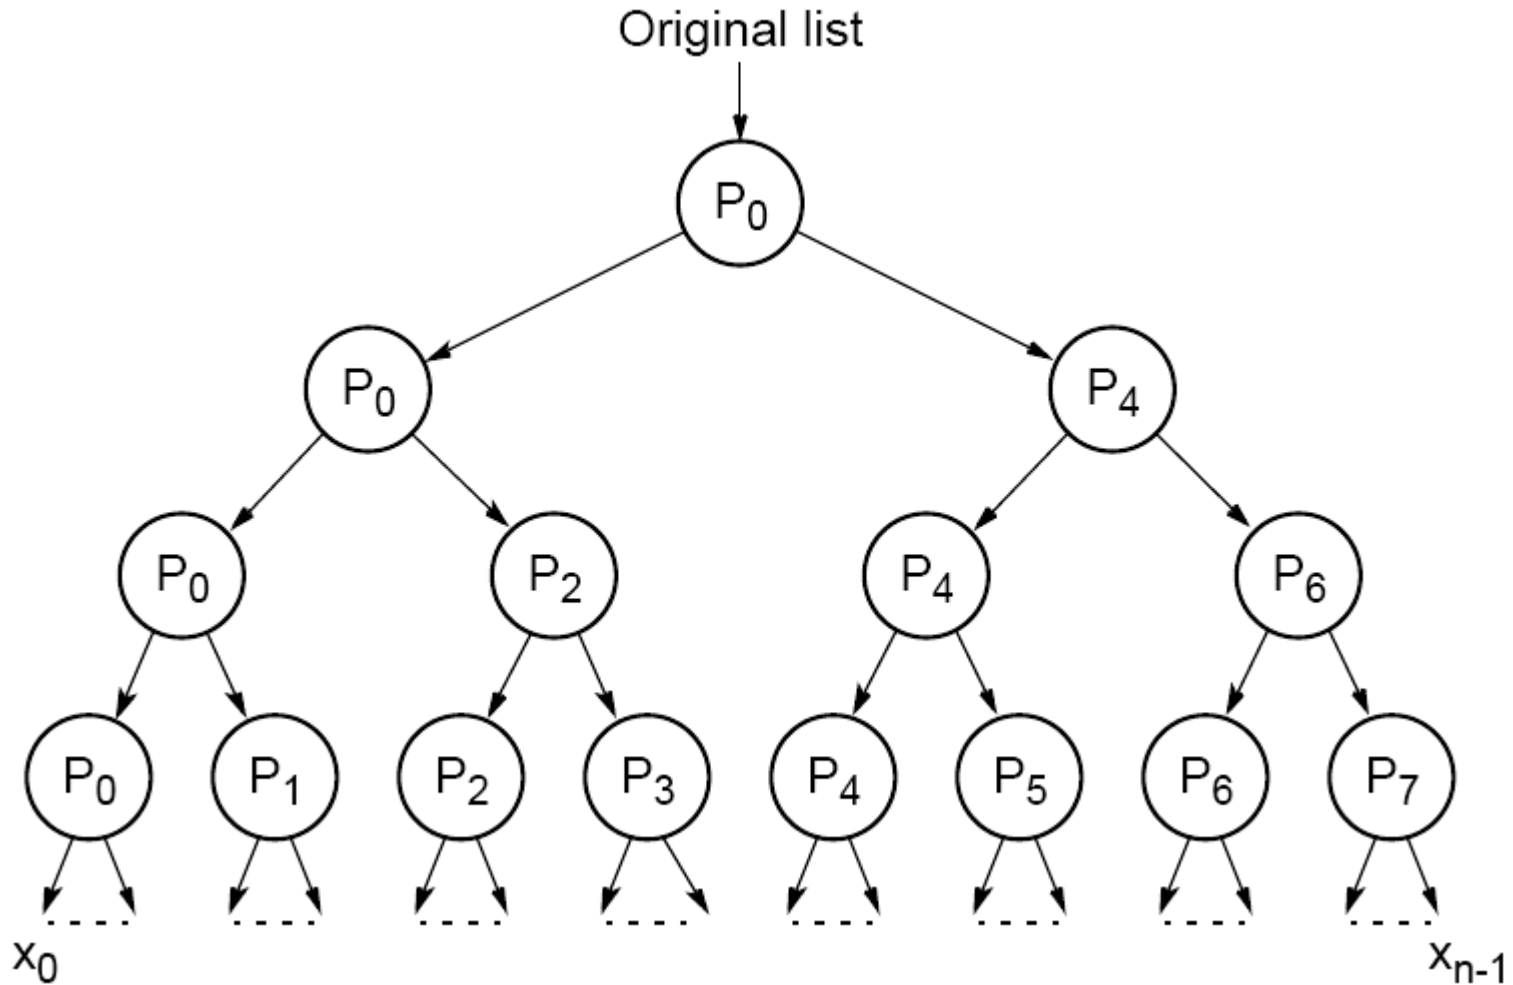 Original list
P0
P0 P4
P0 P2 P4 P6
P0 P1 P2 P3 P4 P5 P6 P7
x0 xn-1